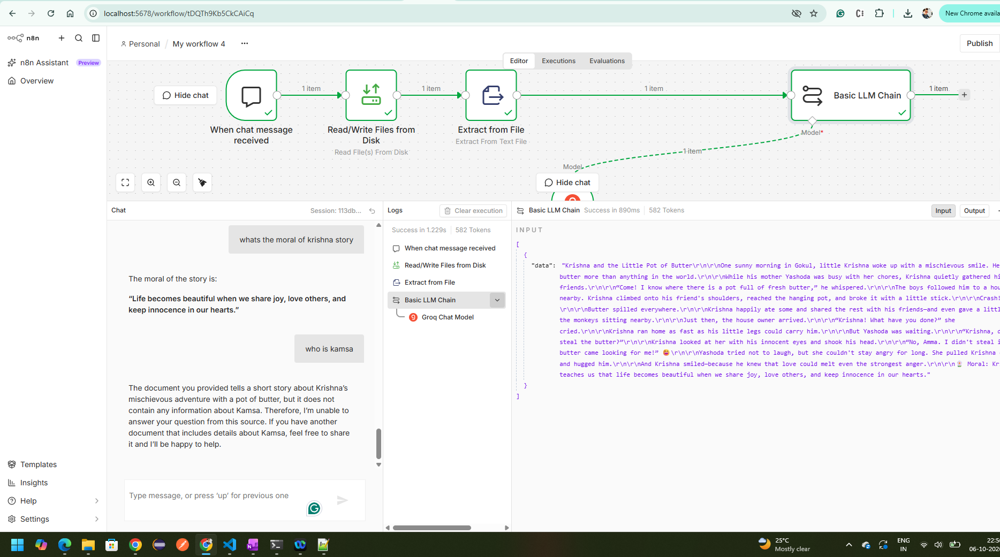 localhost:5678/workflow/tDQTh9Kb5CkCAiCq
New Chrome availa
n8n
Personal / My workflow 4 ...
Publish
n8n Assistant Preview
Overview
Editor Executions Evaluations
Hide chat
1 item
1 item
1 item
1 item
Basic LLM Chain
When chat message
received
Read/Write Files from
Disk
Read File(s) From Disk
Extract from File
Extract From Text File
Model*
1 item
Model
Hide chat
Chat
Session: 113db...
whats the moral of krishna story
The moral of the story is:
“Life becomes beautiful when we share joy, love others, and
keep innocence in our hearts.”
who is kamsa
The document you provided tells a short story about Krishna’s
mischievous adventure with a pot of butter, but it does not
contain any information about Kamsa. Therefore, I’m unable to
answer your question from this source. If you have another
document that includes details about Kamsa, feel free to share
it and I’ll be happy to help.
Type message, or press ‘up’ for previous one
Logs
Clear execution
Success in 1.229s 582 Tokens
When chat message received
Read/Write Files from Disk
Extract from File
Basic LLM Chain
Groq Chat Model
Basic LLM Chain Success in 890ms 582 Tokens
Input Output
INPUT
[
{
"data": "Krishna and the Little Pot of Butter\r\n\r\nOne sunny morning in Gokul, little Krishna woke up with a mischievous smile. He
butter more than anything in the world.\r\n\r\nWhile his mother Yashoda was busy with her chores, Krishna quietly gathered hi
friends.\r\n\r\n“Come! I know where there is a pot full of fresh butter,” he whispered.\r\n\r\nThe boys followed him to a hou
nearby. Krishna climbed onto his friend's shoulders, reached the hanging pot, and broke it with a little stick.\r\n\r\nCrash!
\r\n\r\nButter spilled everywhere.\r\n\r\nKrishna happily ate some and shared the rest with his friends—and even gave a littl
the monkeys sitting nearby.\r\n\r\nJust then, the house owner arrived.\r\n\r\n“Krishna! What have you done?” she
cried.\r\n\r\nKrishna ran home as fast as his little legs could carry him.\r\n\r\nBut Yashoda was waiting.\r\n\r\n“Krishna, d
steal the butter?”\r\n\r\nKrishna looked at her with his innocent eyes and shook his head.\r\n\r\n“No, Amma. I didn't steal i
butter came looking for me!” 😄\r\n\r\nYashoda tried not to laugh, but she couldn't stay angry for long. She pulled Krishna
and hugged him.\r\n\r\nAnd Krishna smiled—because he knew that love could melt even the strongest anger.\r\n\r\n🌷 Moral: Kr
teaches us that life becomes beautiful when we share joy, love others, and keep innocence in our hearts."
}
]
Templates
Insights
Help
Settings
25°C
Mostly clear
ENG
IN
22:5
06-10-202